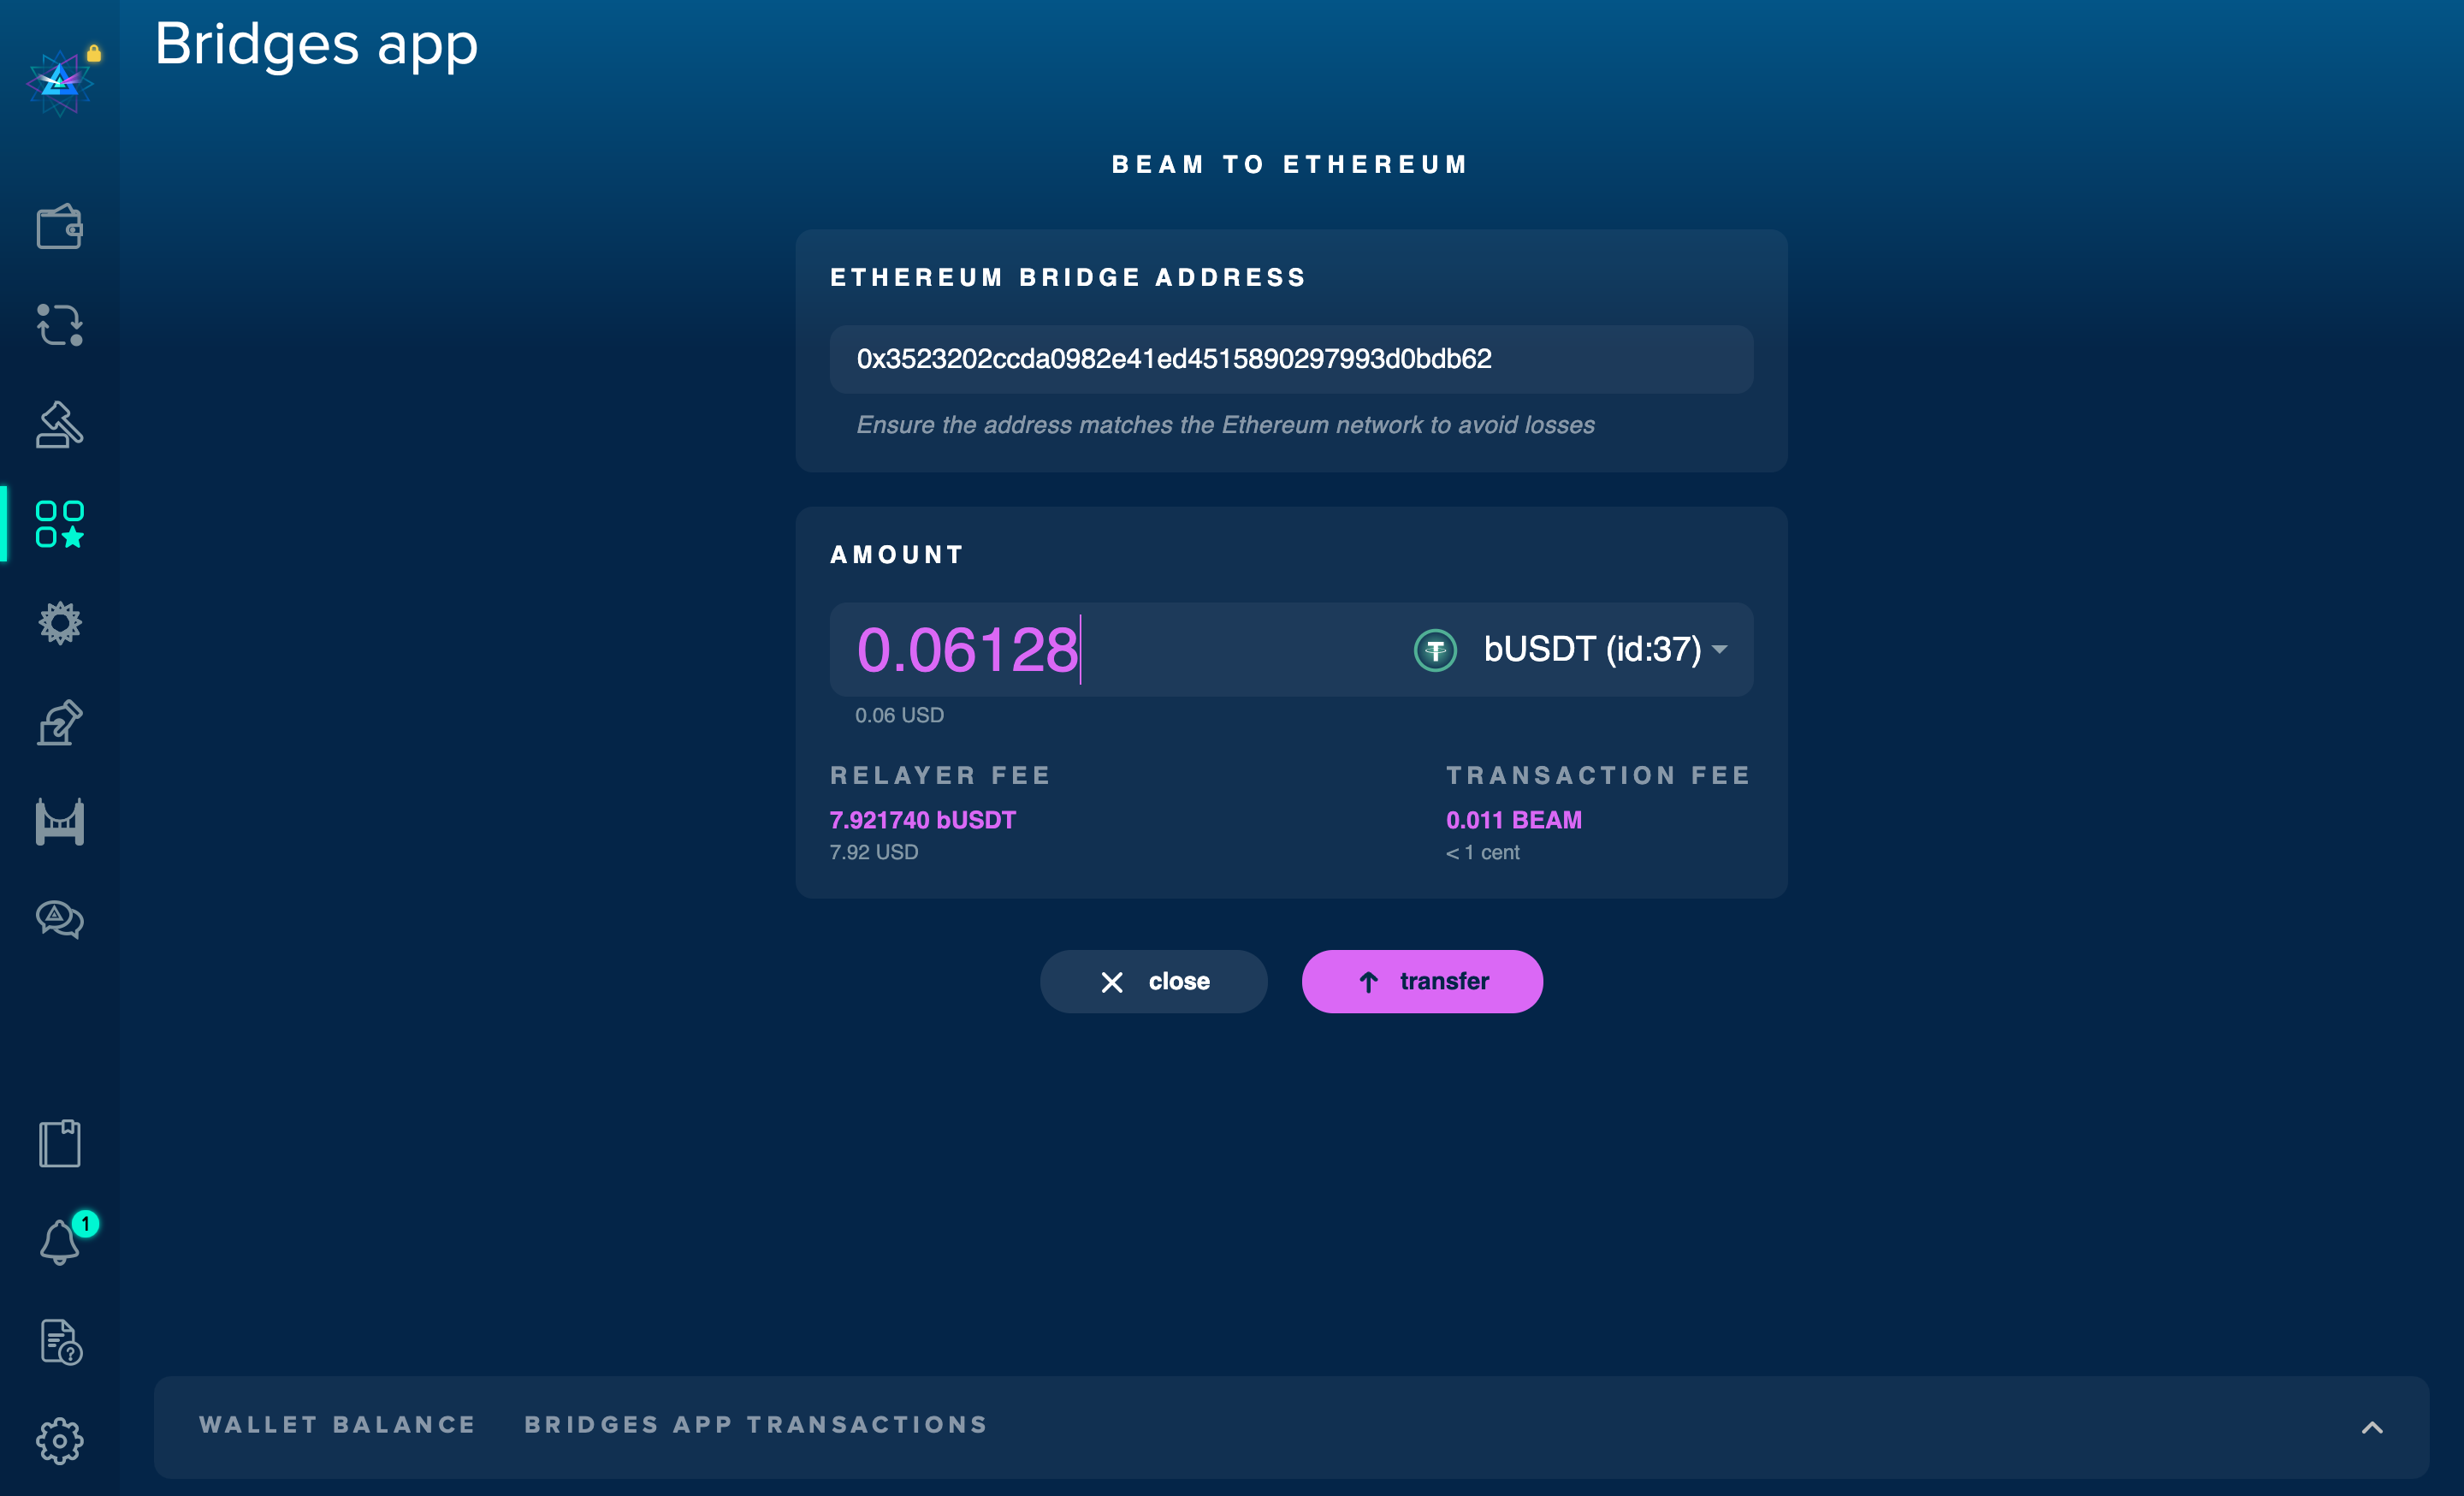 Bridges app
BEAM TO ETHEREUM
ETHEREUM BRIDGE ADDRESS
0x3523202ccda0982e41ed4515890297993d0bdb62
Ensure the address matches the Ethereum network to avoid losses
AMOUNT
0.06128 bUSDT (id:37)
0.06 USD
RELAYER FEE TRANSACTION FEE
7.921740 bUSDT 0.011 BEAM
7.92 USD < 1 cent
close transfer
1
WALLET BALANCE BRIDGES APP TRANSACTIONS